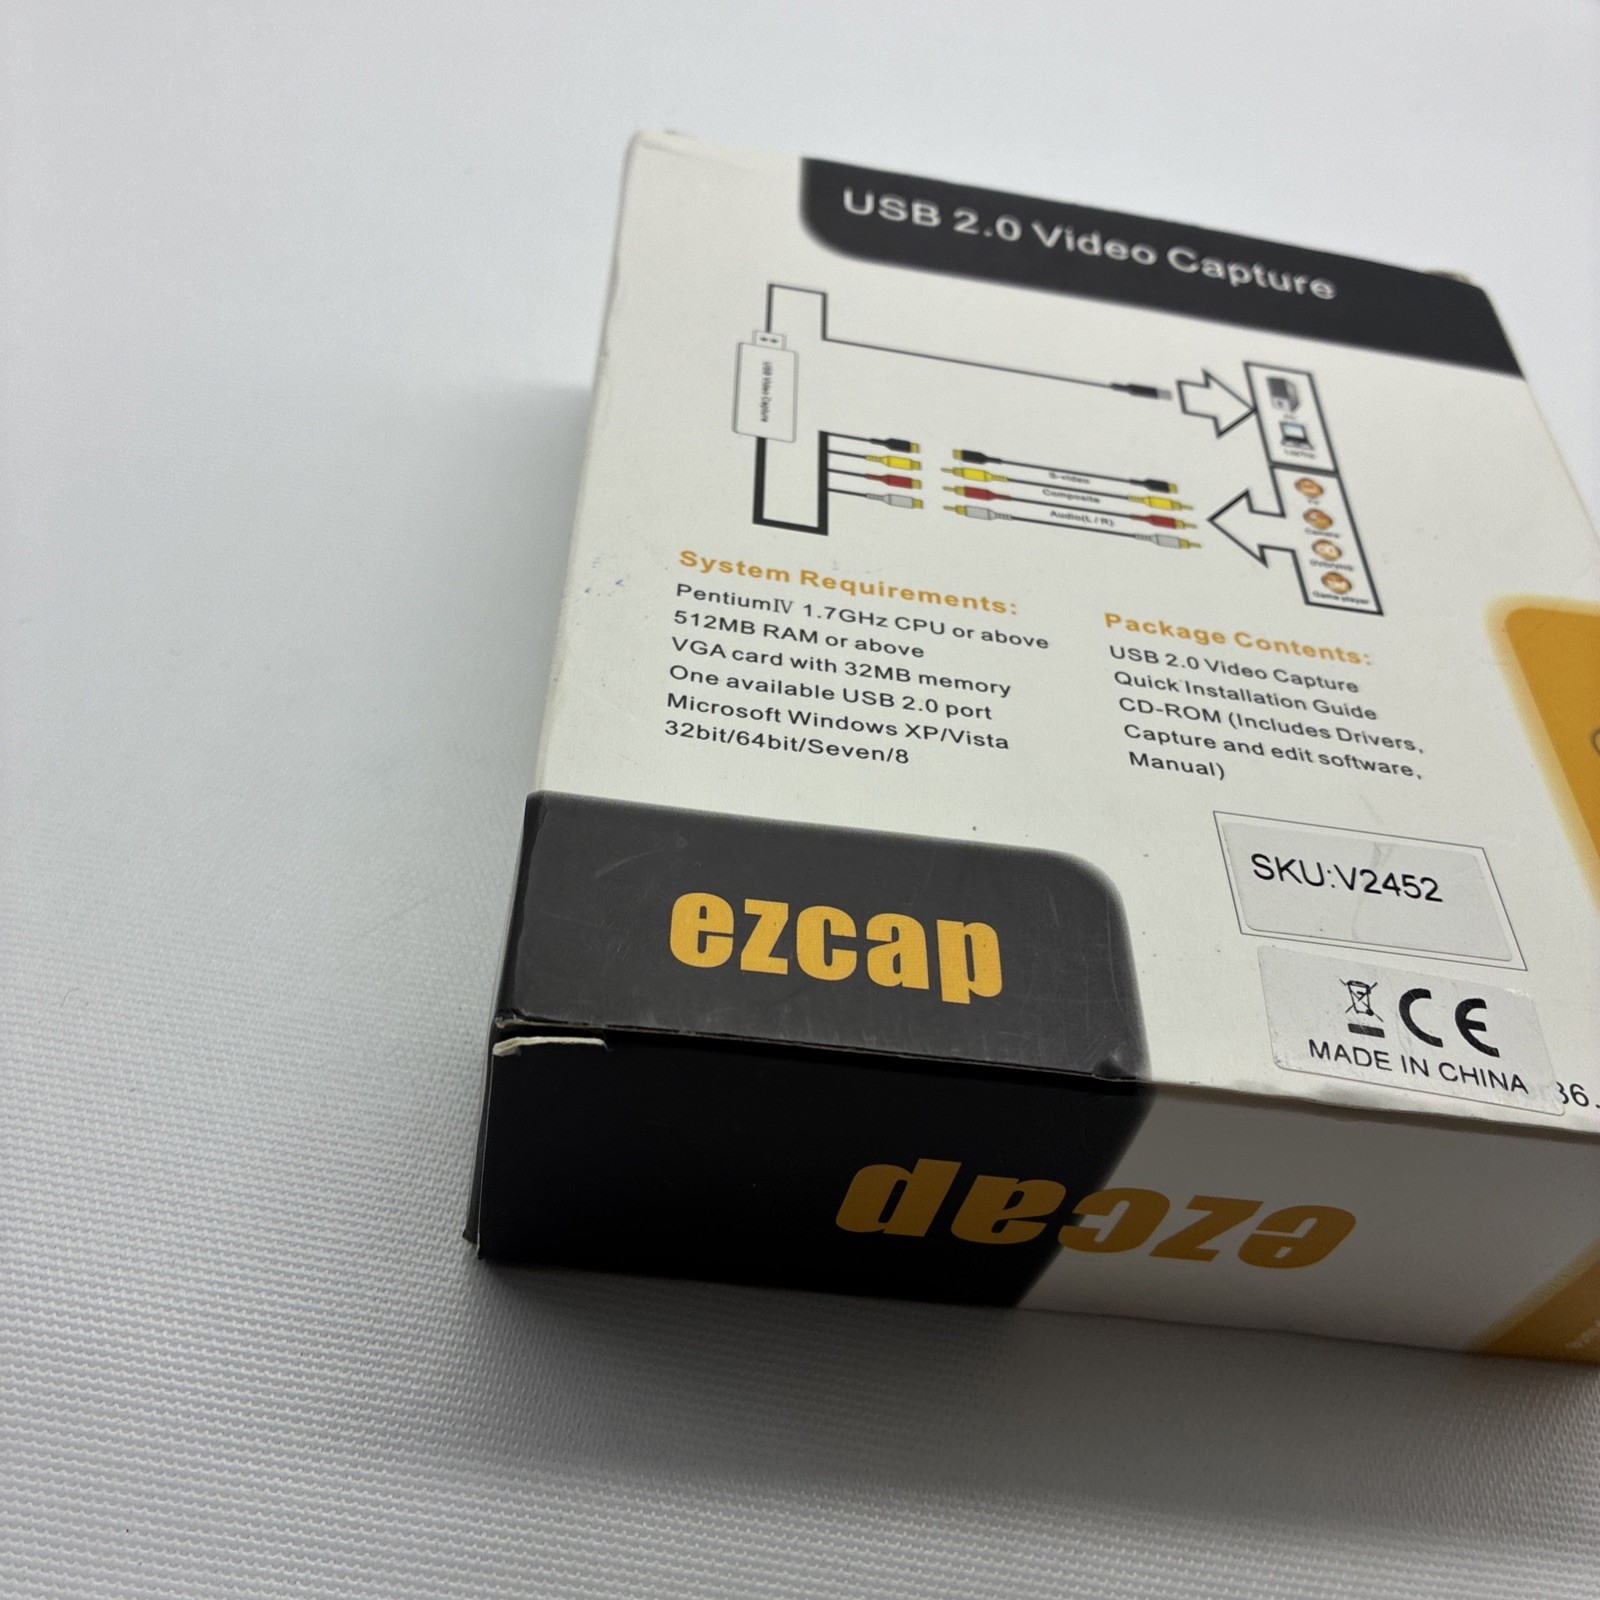 USB 2.0 Video Capture
USB Video Capture
S-video
Composite
Audio(L / R)
Game player
System Requirements:
PentiumⅣ 1.7GHz CPU or above
512MB RAM or above
VGA card with 32MB memory
One available USB 2.0 port
Microsoft Windows XP/Vista
32bit/64bit/Seven/8
Package Contents:
USB 2.0 Video Capture
Quick Installation Guide
CD-ROM (Includes Drivers,
Capture and edit software,
Manual)
SKU:V2452
CE
MADE IN CHINA
ezcap
ezcap